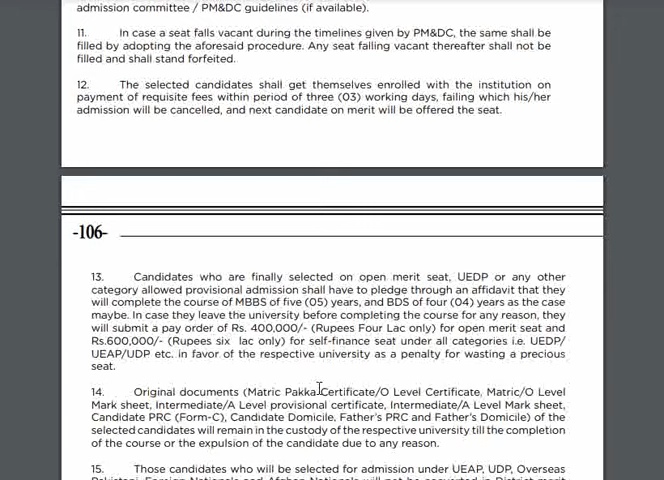 admission committee / PM&DC guidelines (if available).
11. In case a seat falls vacant during the timelines given by PM&DC, the same shall be
filled by adopting the aforesaid procedure. Any seat falling vacant thereafter shall not be
filled and shall stand forfeited.
12. The selected candidates shall get themselves enrolled with the institution on
payment of requisite fees within period of three (03) working days, failing which his/her
admission will be cancelled, and next candidate on merit will be offered the seat.
-106-
13. Candidates who are finally selected on open merit seat, UEDP or any other
category allowed provisional admission shall have to pledge through an affidavit that they
will complete the course of MBBS of five (05) years, and BDS of four (04) years as the case
maybe. In case they leave the university before completing the course for any reason, they
will submit a pay order of Rs. 400,000/- (Rupees Four Lac only) for open merit seat and
Rs.600,000/- (Rupees six lac only) for self-finance seat under all categories i.e. UEDP/
UEAP/UDP etc. in favor of the respective university as a penalty for wasting a precious
seat.
14. Original documents (Matric Pakka Certificate/O Level Certificate, Matric/O Level
Mark sheet, Intermediate/A Level provisional certificate, Intermediate/A Level Mark sheet,
Candidate PRC (Form-C), Candidate Domicile, Father's PRC and Father's Domicile) of the
selected candidates will remain in the custody of the respective university till the completion
of the course or the expulsion of the candidate due to any reason.
15. Those candidates who will be selected for admission under UEAP, UDP, Overseas